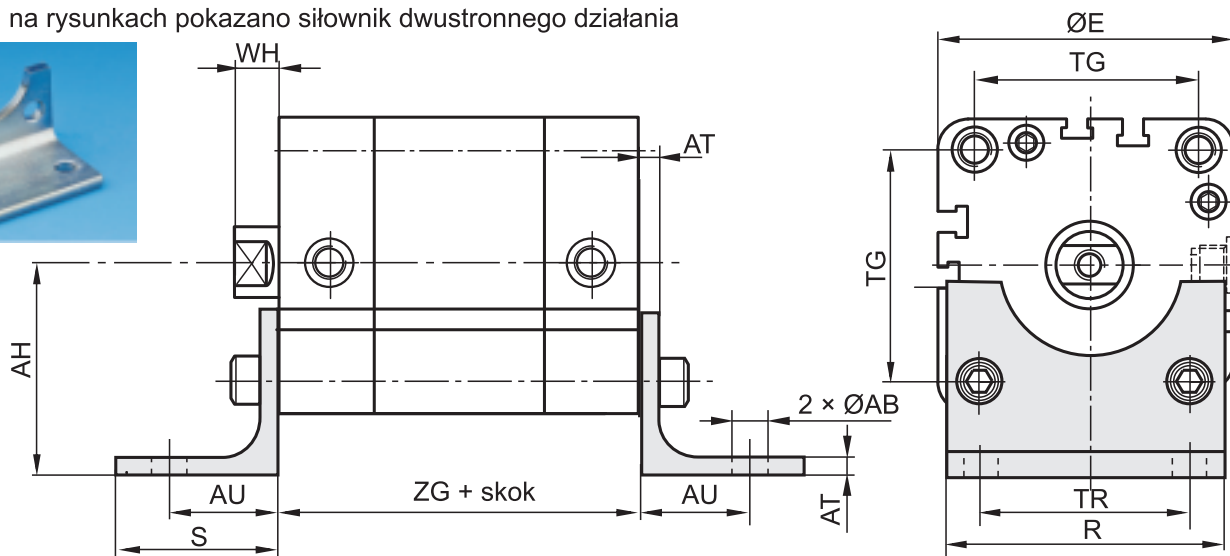 na rysunkach pokazano siłownik dwustronnego działania
WH
AT
AH
2 × ØAB
AU
ZG + skok
AU
AT
S
ØE
TG
TG
TR
R